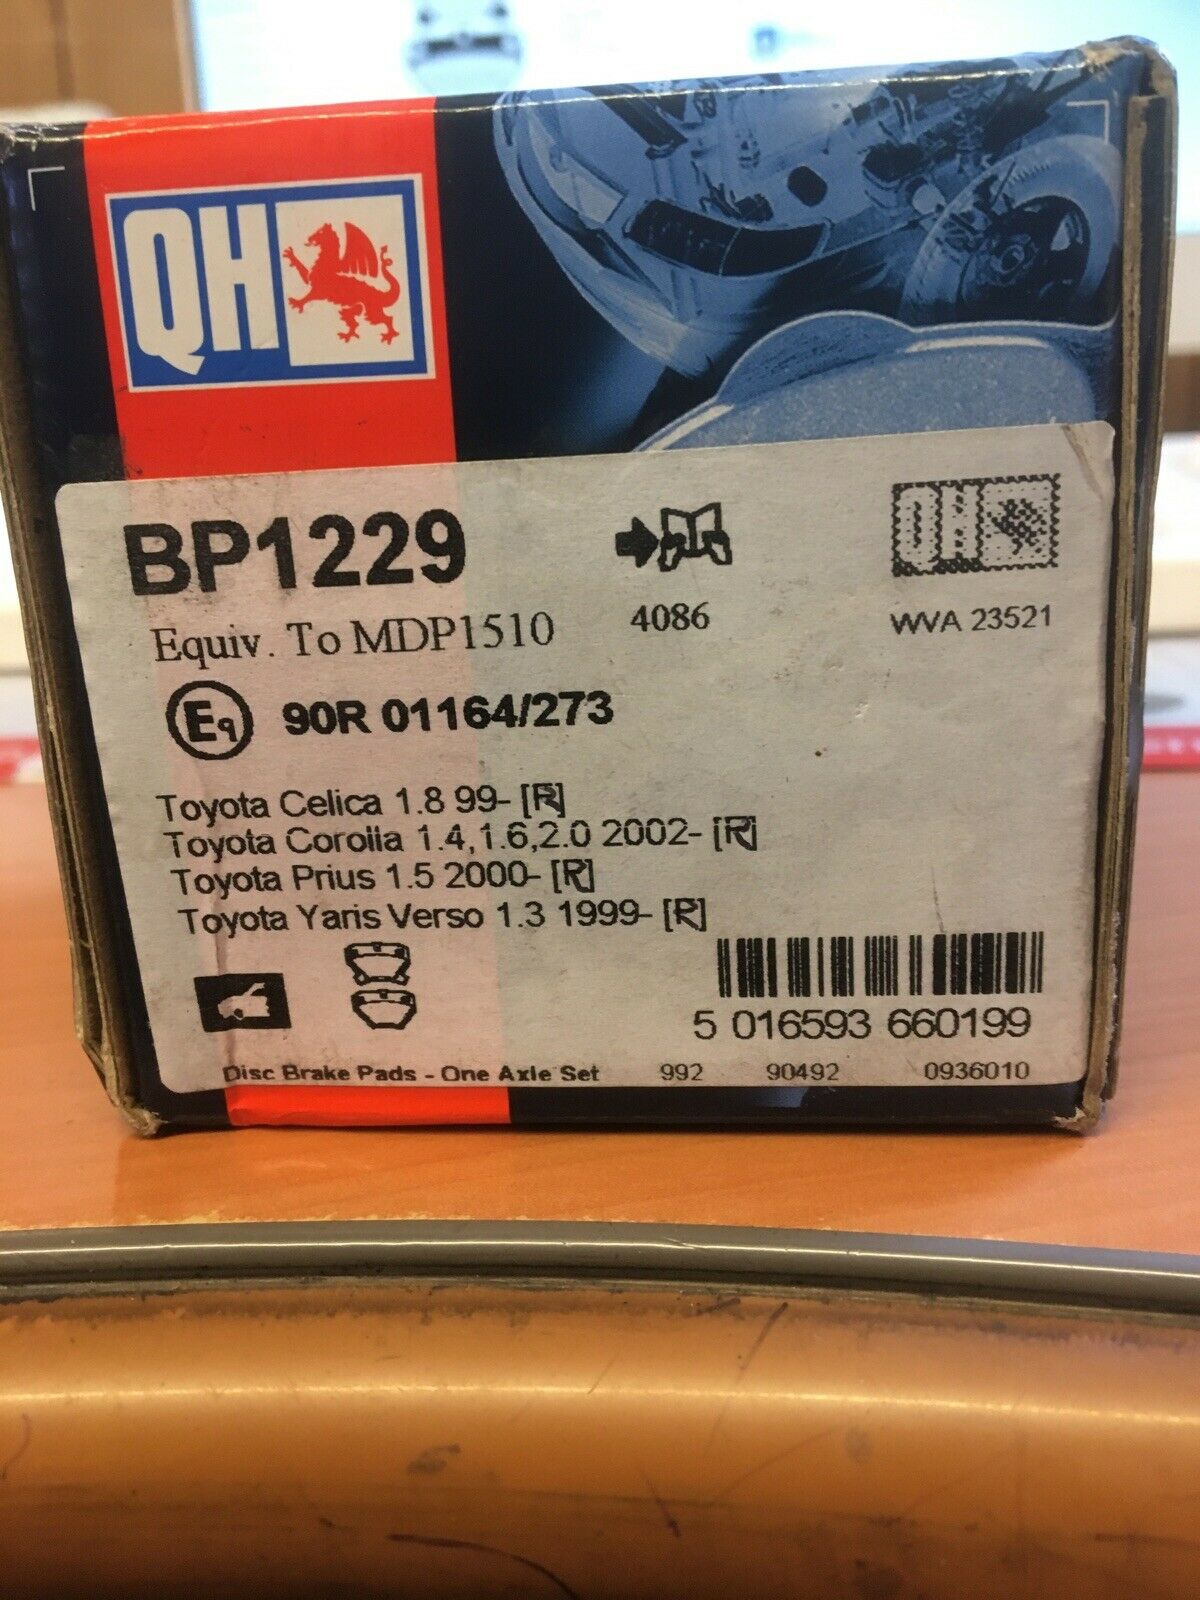 QH
BP1229
Equiv. To MDP1510
4086
QH
WVA 23521
E9 90R 01164/273
Toyota Celica 1.8 99- [R]
Toyota Corolla 1.4,1.6,2.0 2002- [R]
Toyota Prius 1.5 2000- [R]
Toyota Yaris Verso 1.3 1999- [R]
5 016593 660199
Disc Brake Pads - One Axle Set 992 90492 0936010